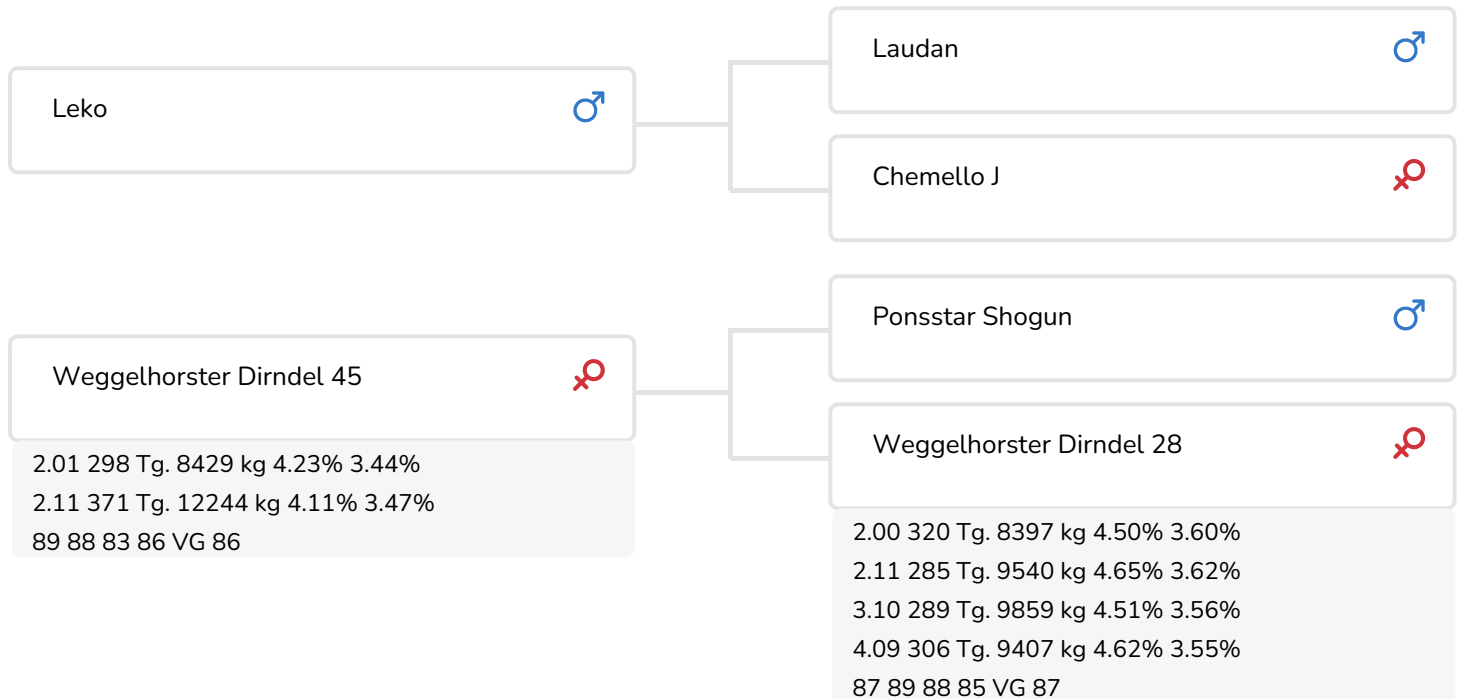 Leko
Laudan
Chemello J
Weggelhorster Dirndel 45
2.01 298 Tg. 8429 kg 4.23% 3.44%
2.11 371 Tg. 12244 kg 4.11% 3.47%
89 88 83 86 VG 86
Ponsstar Shogun
Weggelhorster Dirndel 28
2.00 320 Tg. 8397 kg 4.50% 3.60%
2.11 285 Tg. 9540 kg 4.65% 3.62%
3.10 289 Tg. 9859 kg 4.51% 3.56%
4.09 306 Tg. 9407 kg 4.62% 3.55%
87 89 88 85 VG 87